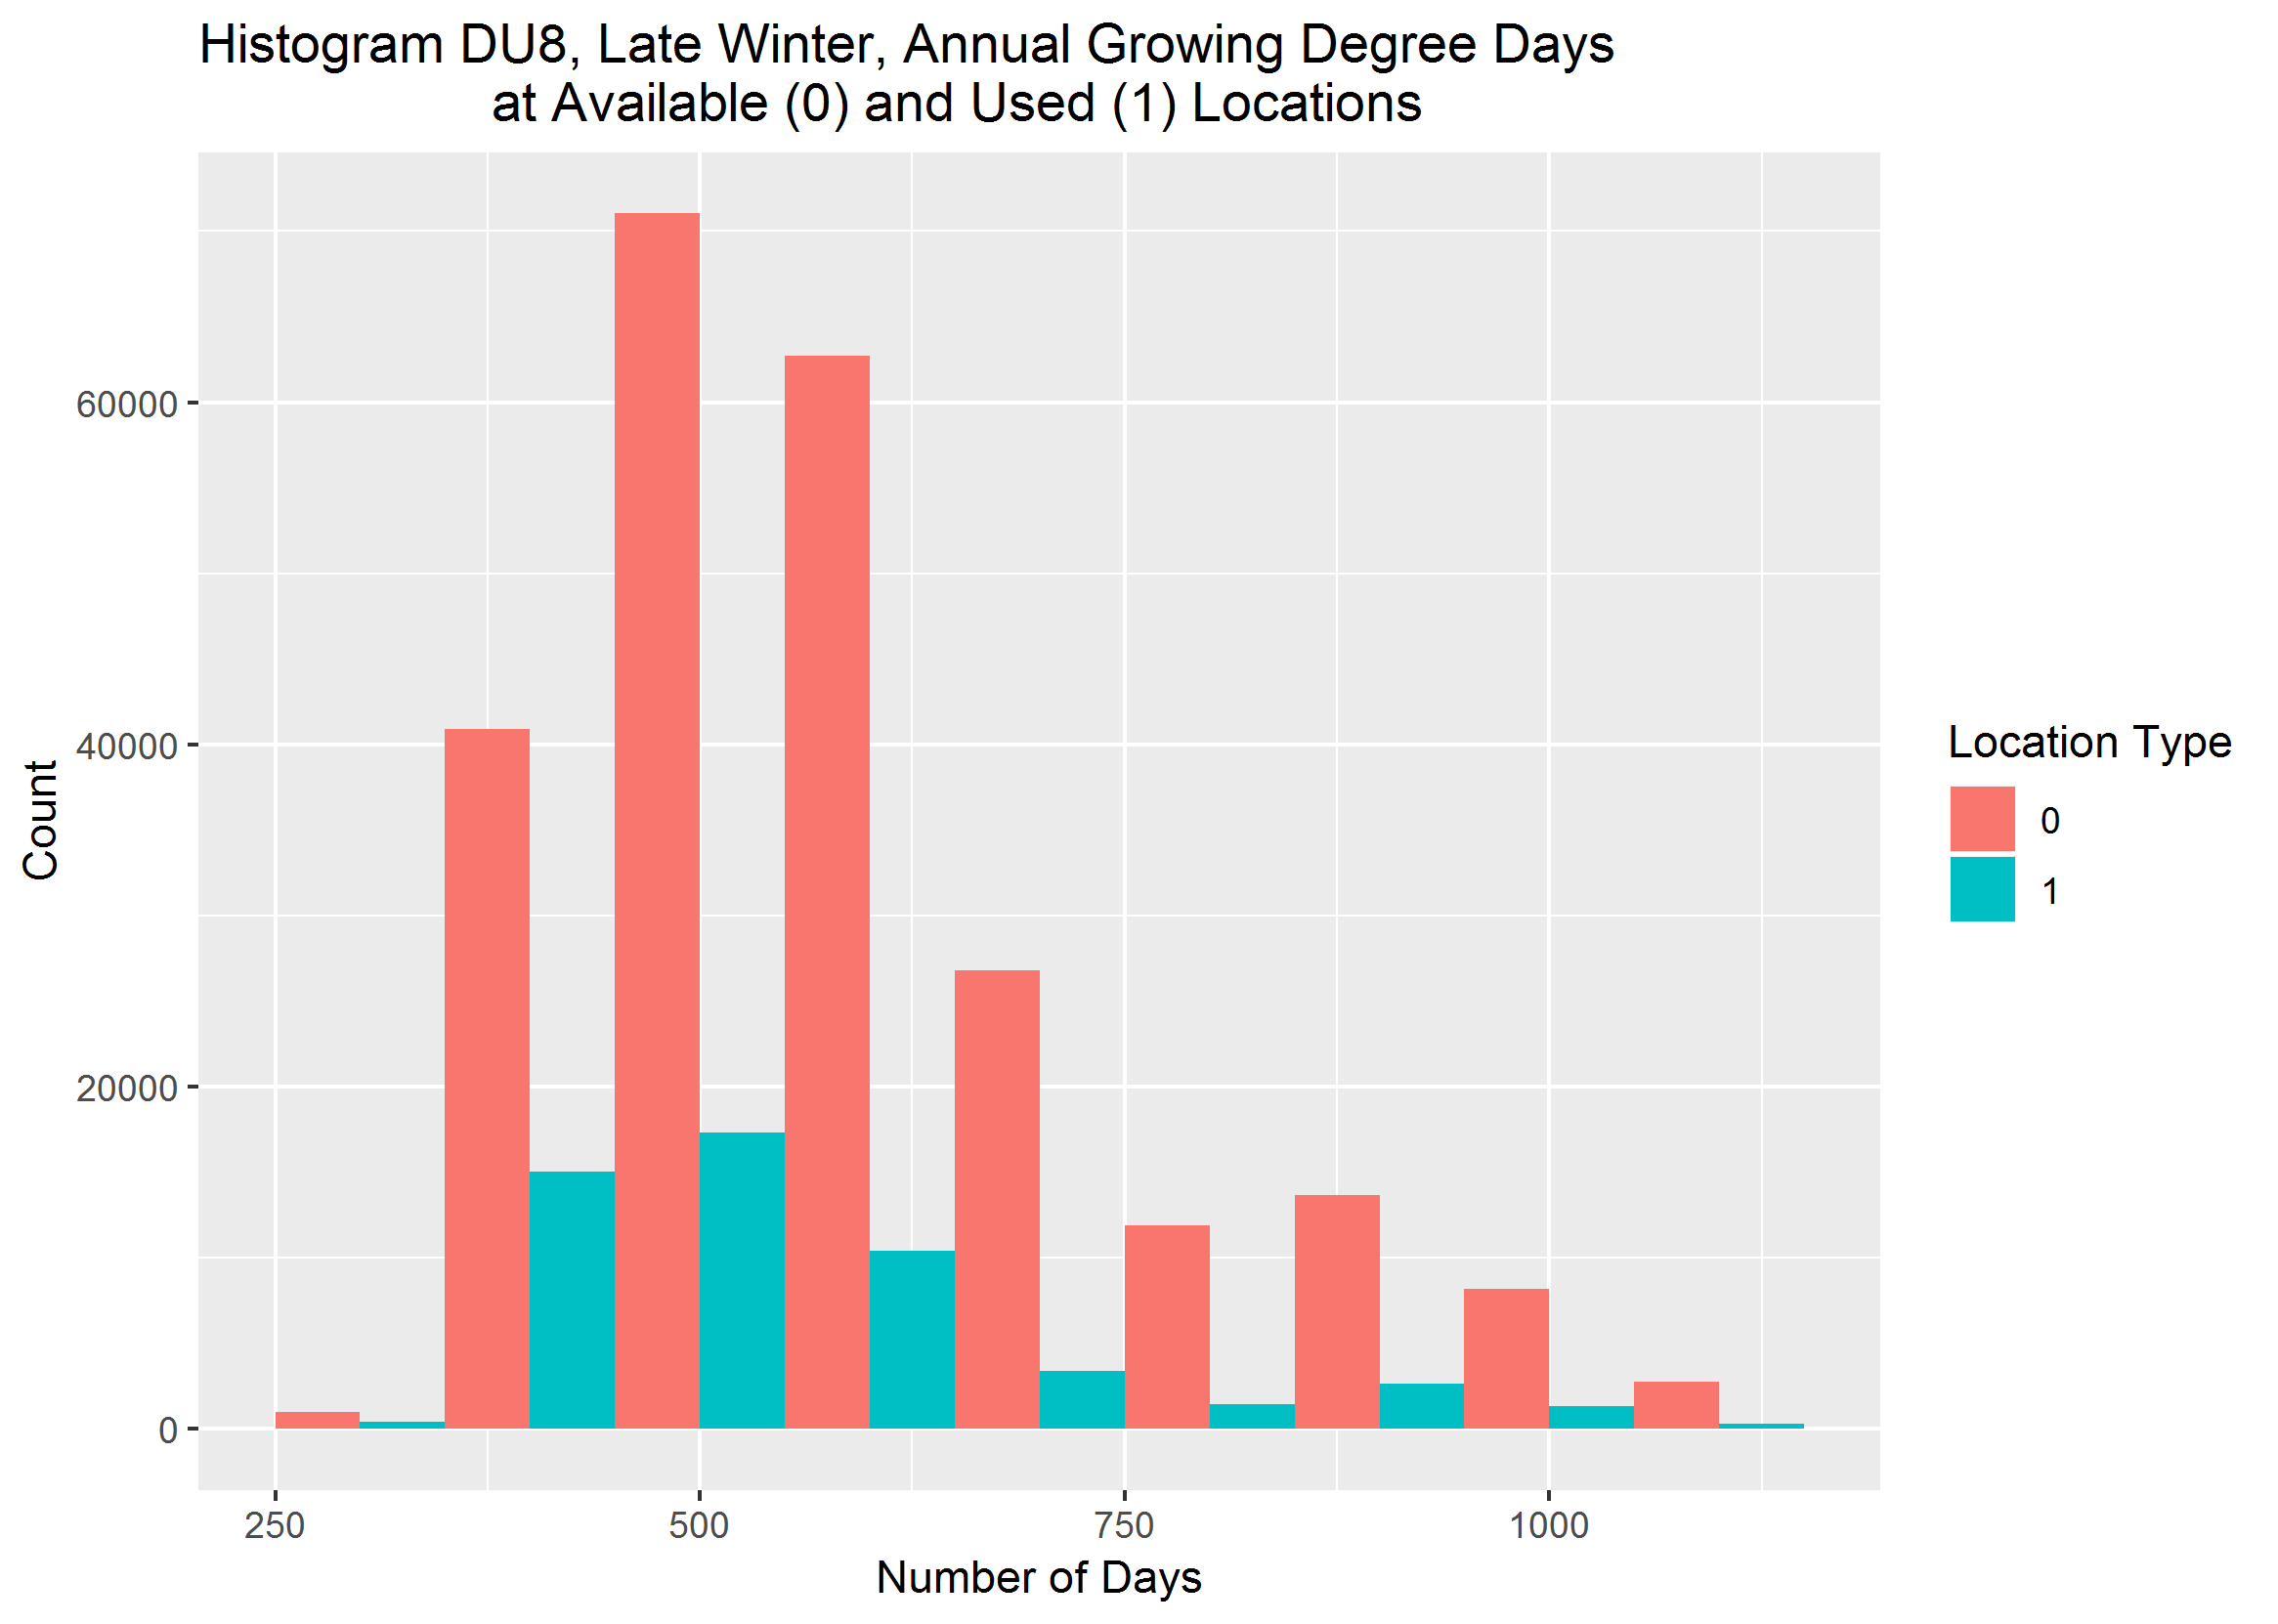 Histogram DU8, Late Winter, Annual Growing Degree Days
at Available (0) and Used (1) Locations
60000
40000
20000
0
Count
250 500 750 1000
Number of Days
Location Type
0
1